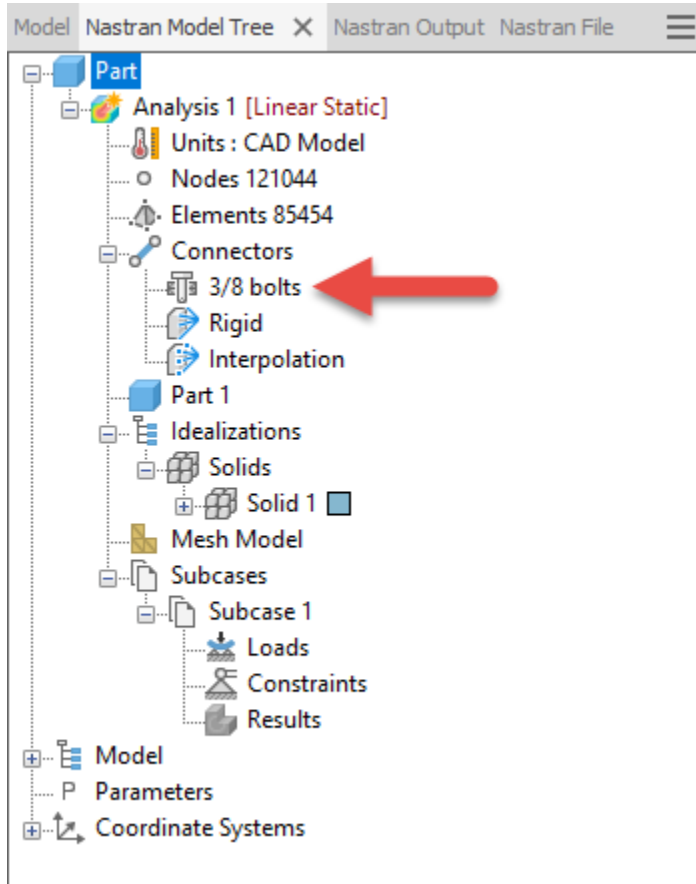 Model Nastran Model Tree Nastran Output Nastran File
Part
Analysis 1 [Linear Static]
Units : CAD Model
Nodes 121044
Elements 85454
Connectors
3/8 bolts
Rigid
Interpolation
Part 1
Idealizations
Solids
Solid 1
Mesh Model
Subcases
Subcase 1
Loads
Constraints
Results
Model
P Parameters
Coordinate Systems